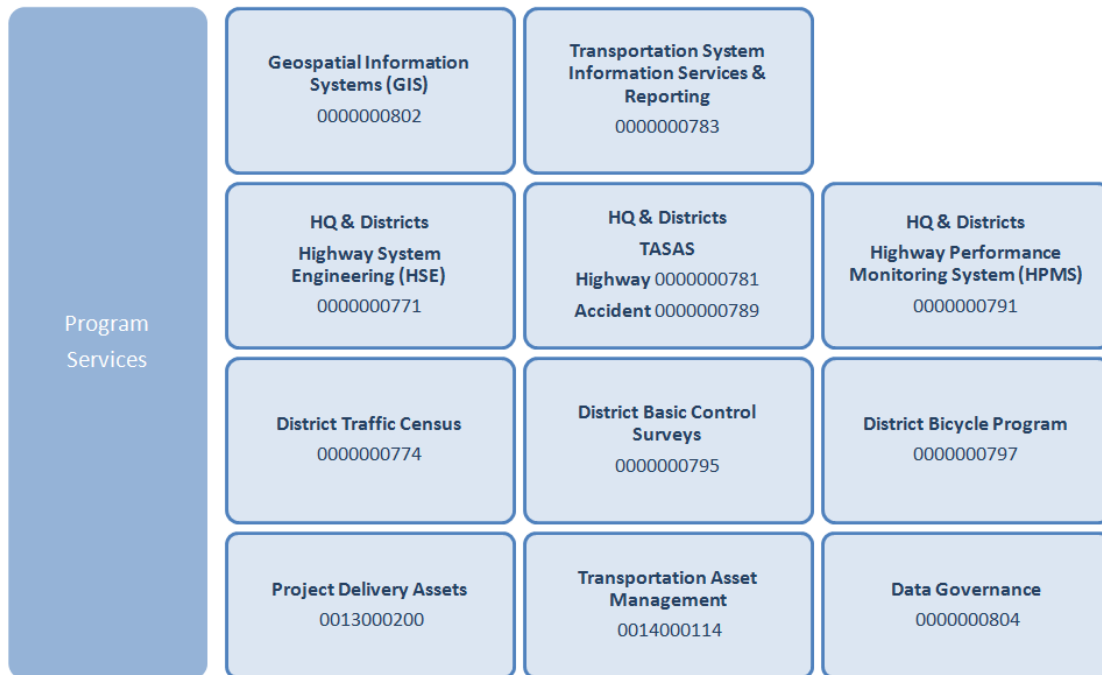 Program
Services
Geospatial Information
Systems (GIS)
0000000802
Transportation System
Information Services &
Reporting
0000000783
HQ & Districts
Highway System
Engineering (HSE)
0000000771
HQ & Districts
TASAS
Highway 0000000781
Accident 0000000789
HQ & Districts
Highway Performance
Monitoring System (HPMS)
0000000791
District Traffic Census
0000000774
District Basic Control
Surveys
0000000795
District Bicycle Program
0000000797
Project Delivery Assets
0013000200
Transportation Asset
Management
0014000114
Data Governance
0000000804